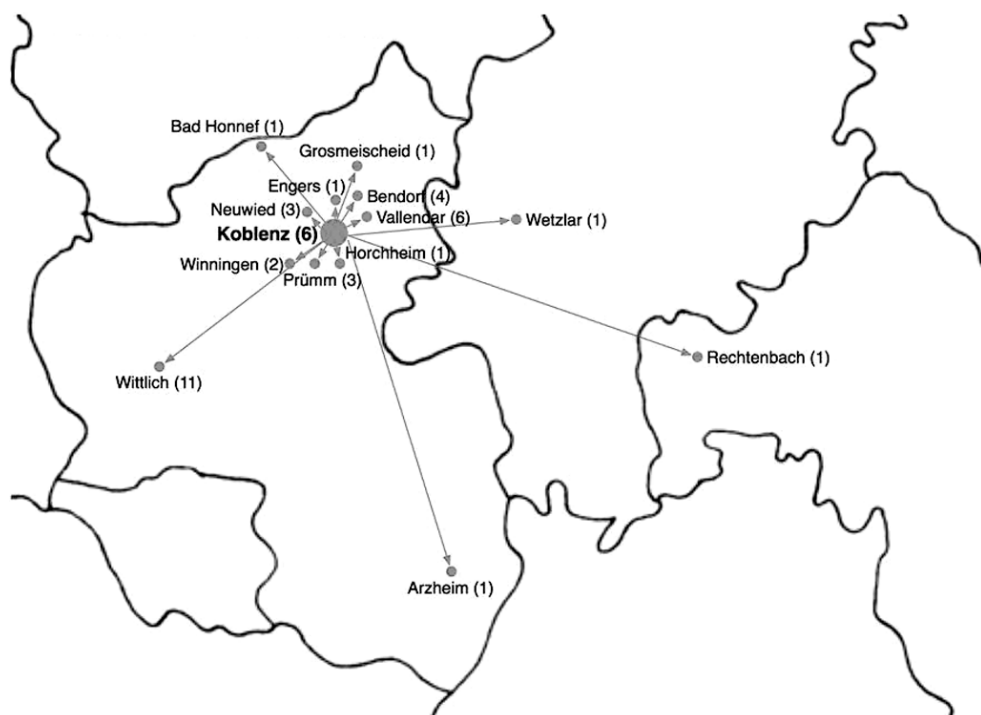 Bad Honnef (1)
Grosmeischeid (1)
Engers (1)
Bendorf (4)
Neuwied (3)
Vallendar (6)
Wetzlar (1)
Koblenz (6)
Horchheim (1)
Winningen (2)
Prümm (3)
Rechtenbach (1)
Wittlich (11)
Arzheim (1)